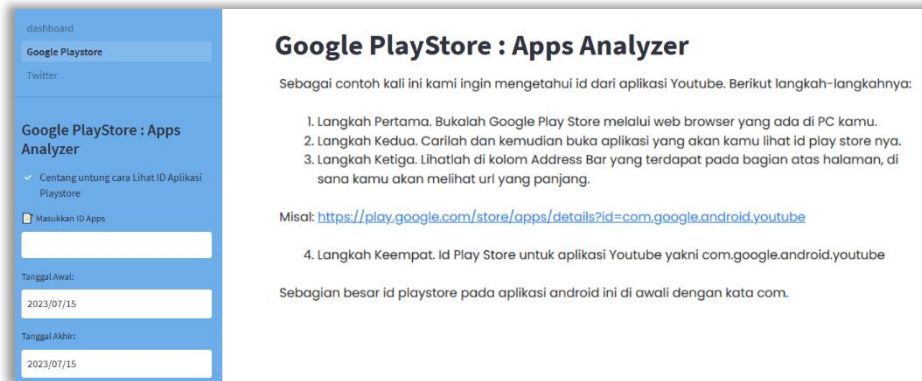 dashboard
Google Playstore
Twitter
Google PlayStore : Apps
Analyzer
Centang untung cara Lihat ID Aplikasi
Playstore
Masukkan ID Apps
Tanggal Awal:
2023/07/15
Tanggal Akhir:
2023/07/15
Google PlayStore : Apps Analyzer
Sebagai contoh kali ini kami ingin mengetahui id dari aplikasi Youtube. Berikut langkah-langkahnya:
1. Langkah Pertama. Bukalah Google Play Store melalui web browser yang ada di PC kamu.
2. Langkah Kedua. Carilah dan kemudian buka aplikasi yang akan kamu lihat id play store nya.
3. Langkah Ketiga. Lihatlah di kolom Address Bar yang terdapat pada bagian atas halaman, di
sana kamu akan melihat url yang panjang.
Misal: https://play.google.com/store/apps/details?id=com.google.android.youtube
4. Langkah Keempat. Id Play Store untuk aplikasi Youtube yakni com.google.android.youtube
Sebagian besar id playstore pada aplikasi android ini di awali dengan kata com.